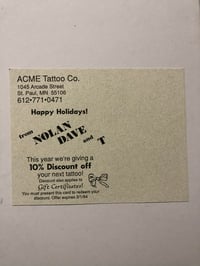 ACME Tattoo Co.
1045 Arcade Street
St. Paul, MN 55106
612•771•0471
Happy Holidays!
from NOLAN
DAVE and T
This year we're giving a
10% Discount off
your next tattoo!
Discount also applies to
Gift Certificates!
You must present this card to redeem your
discount. Offer expires 3/1/94